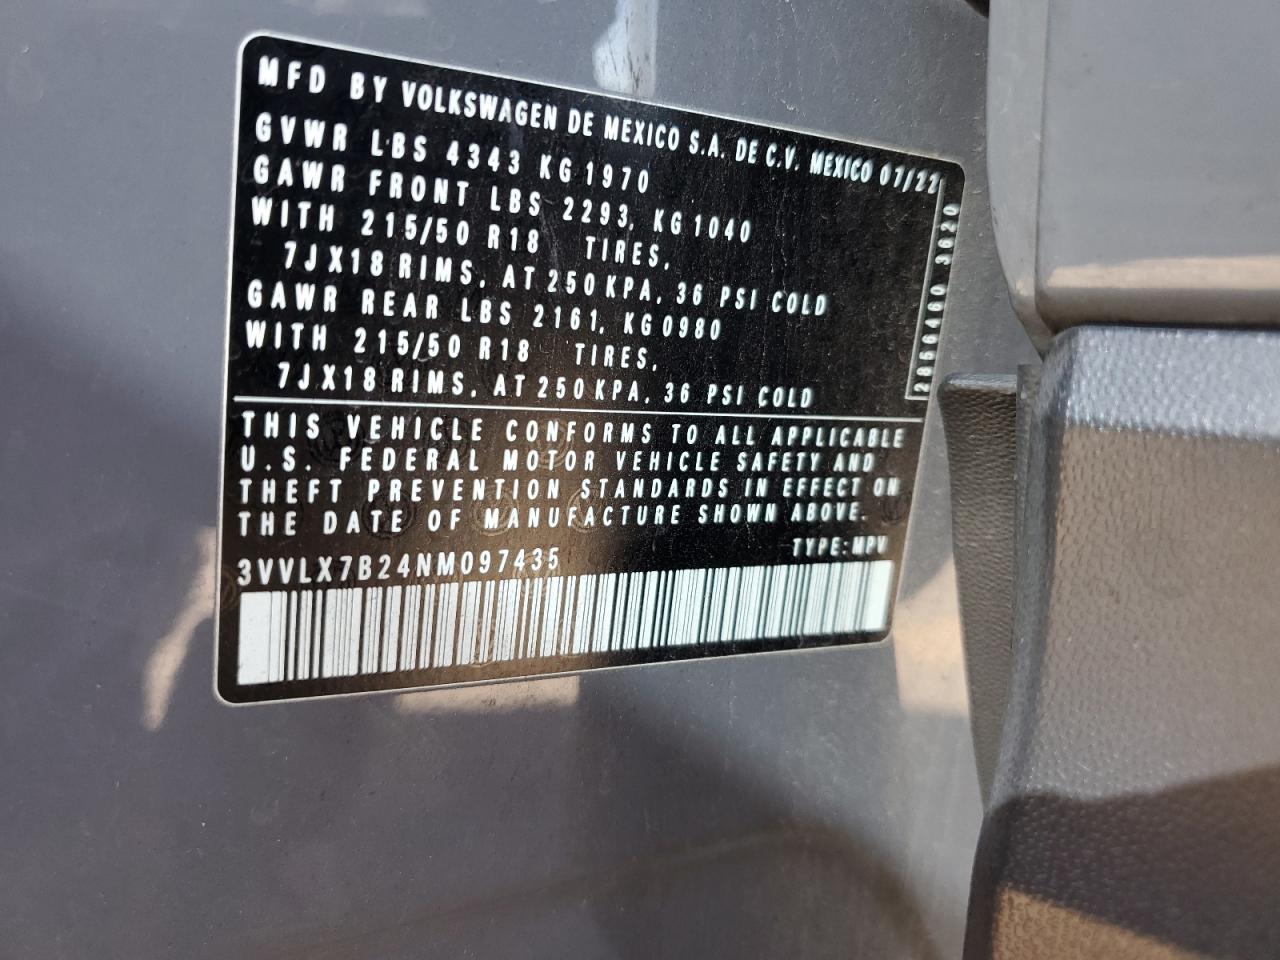 MFD BY VOLKSWAGEN DE MEXICO S.A. DE C.V. MEXICO 07/22
GVWR LBS 4343 KG 1970
GAWR FRONT LBS 2293, KG 1040
WITH 215/50 R18 TIRES,
7JX18 RIMS, AT 250 KPA, 36 PSI COLD
GAWR REAR LBS 2161, KG 0980
WITH 215/50 R18 TIRES,
7JX18 RIMS, AT 250 KPA, 36 PSI COLD
2856460 3620
THIS VEHICLE CONFORMS TO ALL APPLICABLE
U.S. FEDERAL MOTOR VEHICLE SAFETY AND
THEFT PREVENTION STANDARDS IN EFFECT ON
THE DATE OF MANUFACTURE SHOWN ABOVE.
TYPE: MPV
3VVLX7B24NM097435